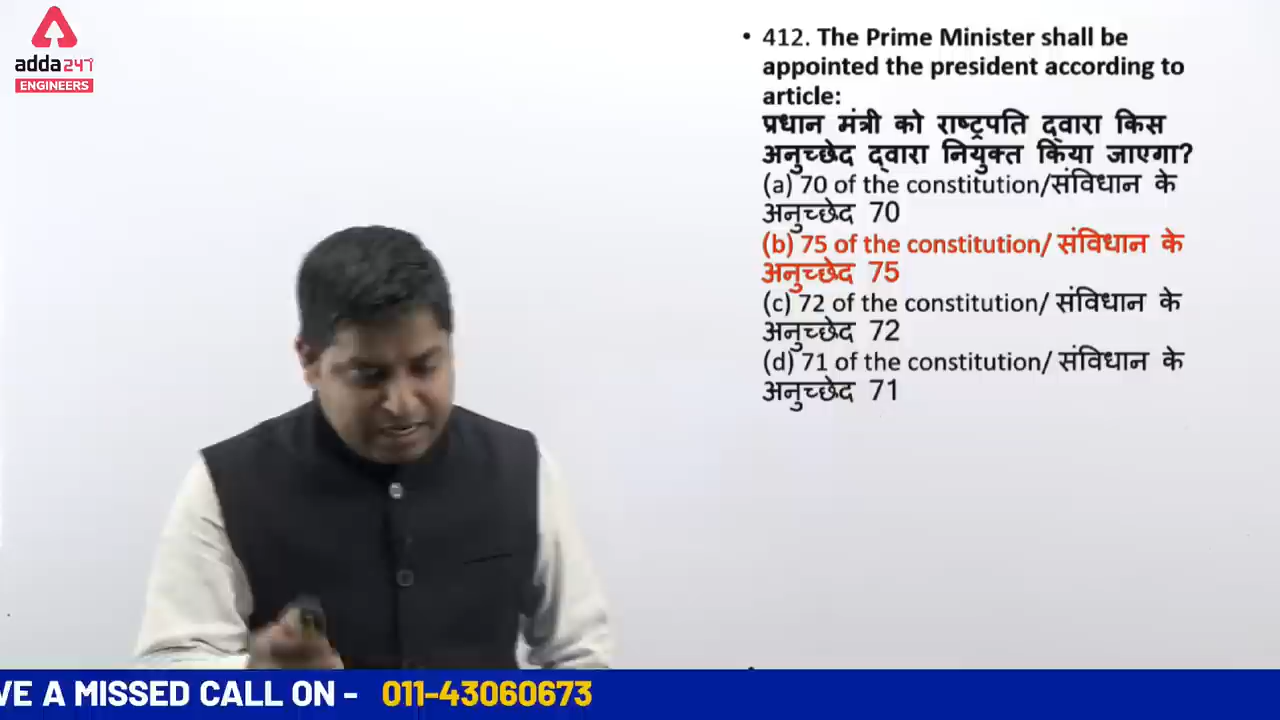 adda247
ENGINEERS
• 412. The Prime Minister shall be
appointed the president according to
article:
प्रधान मंत्री को राष्ट्रपति द्वारा किस
अनुच्छेद द्वारा नियुक्त किया जाएगा?
(a) 70 of the constitution/संविधान के
अनुच्छेद 70
(b) 75 of the constitution/ संविधान के
अनुच्छेद 75
(c) 72 of the constitution/ संविधान के
अनुच्छेद 72
(d) 71 of the constitution/ संविधान के
अनुच्छेद 71
VE A MISSED CALL ON - 011-43060673